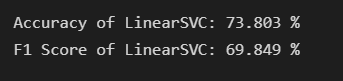 Accuracy of LinearSVC: 73.803 %
F1 Score of LinearSVC: 69.849 %